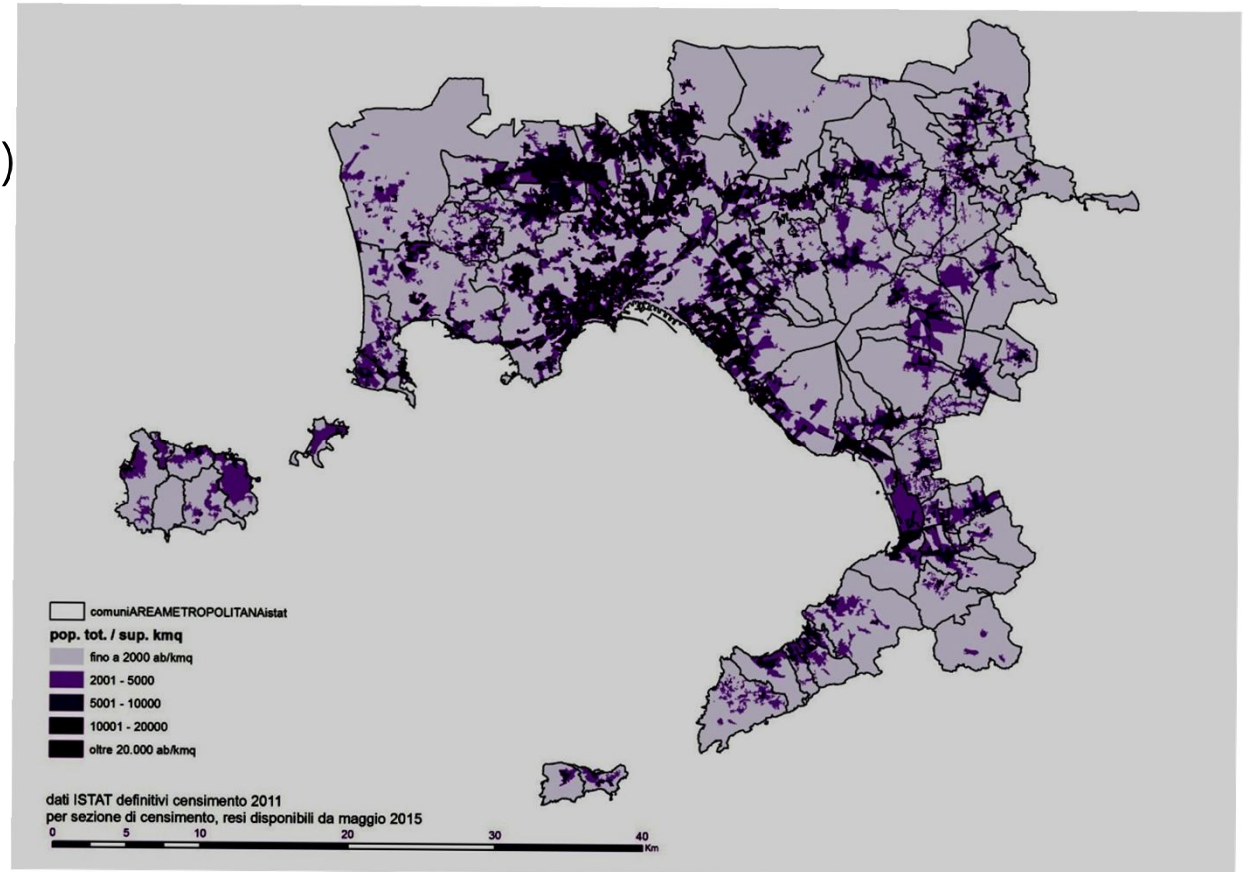 )
comuniAREAMETROPOLITANAistat
pop. tot. / sup. kmq
fino a 2000 ab/kmq
2001 - 5000
5001 - 10000
10001 - 20000
oltre 20.000 ab/kmq
dati ISTAT definitivi censimento 2011
per sezione di censimento, resi disponibili da maggio 2015
0 5 10 20 30 40
Km